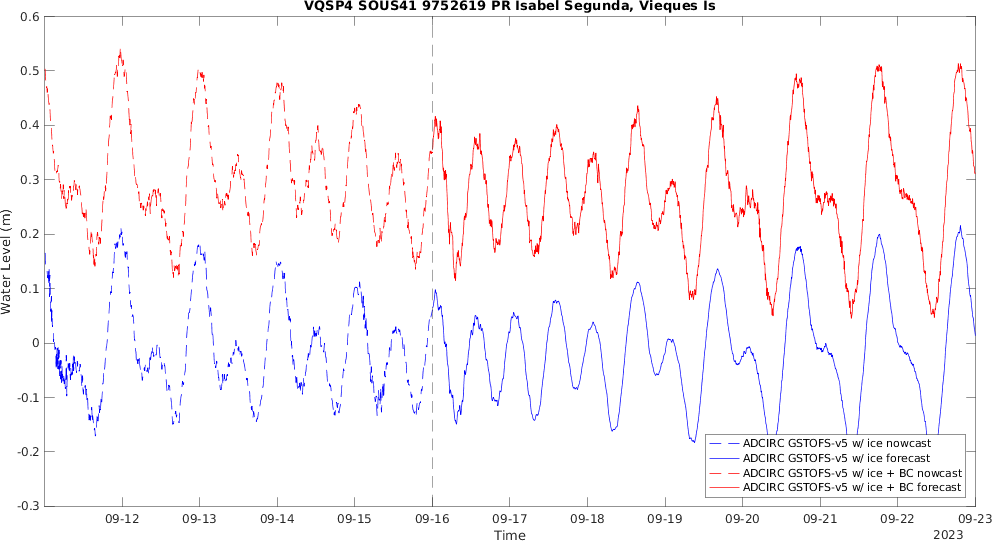 VQSP4 SOUS41 9752619 PR Isabel Segunda, Vieques Is
0.6
0.5
0.4
0.3
0.2
0.1
0
-0.1
-0.2
-0.3
Water Level (m)
ADCIRC GSTOFS-v5 w/ ice nowcast
ADCIRC GSTOFS-v5 w/ ice forecast
ADCIRC GSTOFS-v5 w/ ice + BC nowcast
ADCIRC GSTOFS-v5 w/ ice + BC forecast
09-12 09-13 09-14 09-15 09-16 09-17 09-18 09-19 09-20 09-21 09-22 09-23
Time
2023